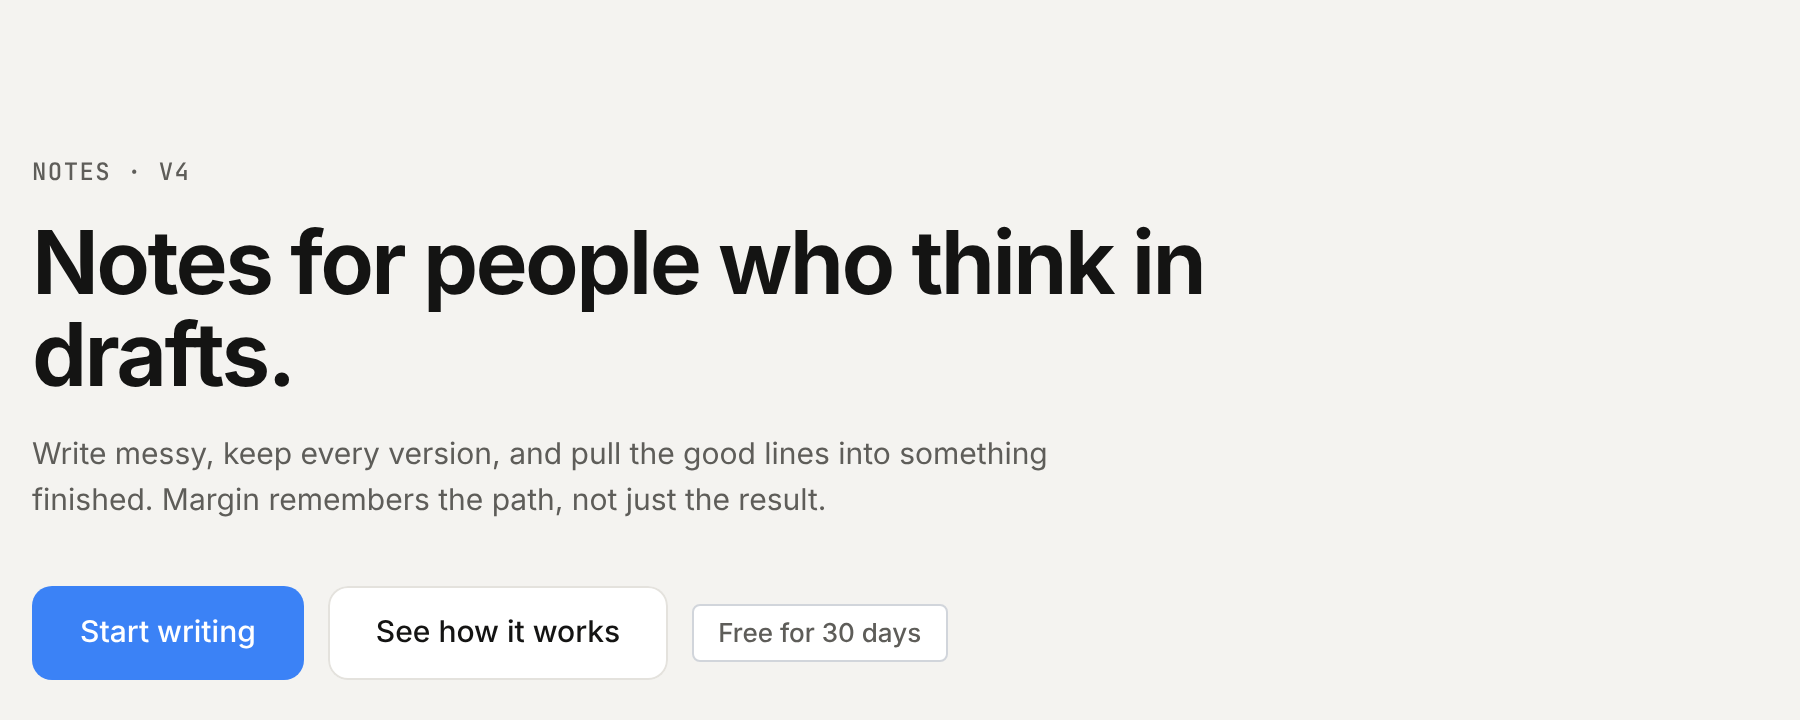 NOTES · V4
Notes for people who think in
drafts.
Write messy, keep every version, and pull the good lines into something
finished. Margin remembers the path, not just the result.
Start writing
See how it works
Free for 30 days